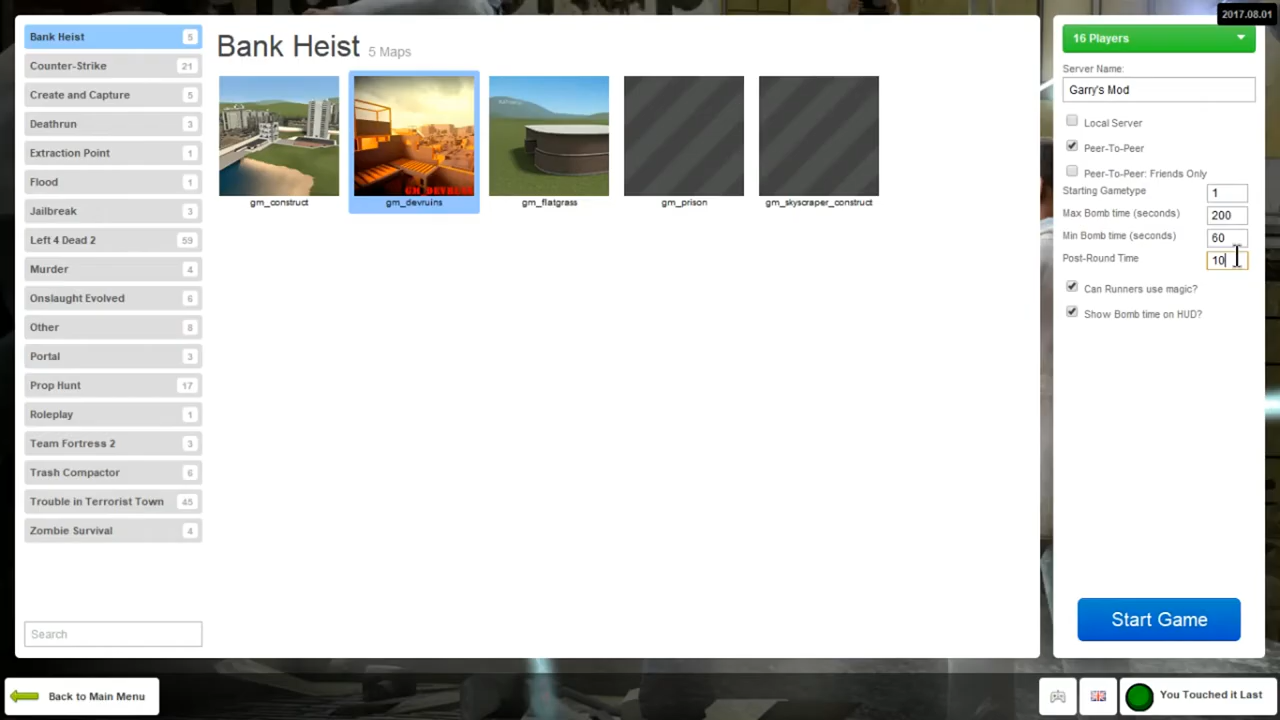 2017.08.01
Bank Heist 5
Counter-Strike 21
Create and Capture 5
Deathrun 3
Extraction Point 1
Flood 1
Jailbreak 3
Left 4 Dead 2 59
Murder 4
Onslaught Evolved 6
Other 8
Portal 3
Prop Hunt 17
Roleplay 1
Team Fortress 2 3
Trash Compactor 6
Trouble in Terrorist Town 45
Zombie Survival 4
Search
Bank Heist 5 Maps
GM_DEVRUINS
gm_construct
gm_devruins
gm_flatgrass
gm_prison
gm_skyscraper_construct
16 Players
Server Name:
Garry's Mod
Local Server
Peer-To-Peer
Peer-To-Peer: Friends Only
Starting Gametype 1
Max Bomb time (seconds) 200
Min Bomb time (seconds) 60
Post-Round Time 10
Can Runners use magic?
Show Bomb time on HUD?
Start Game
Back to Main Menu
You Touched it Last